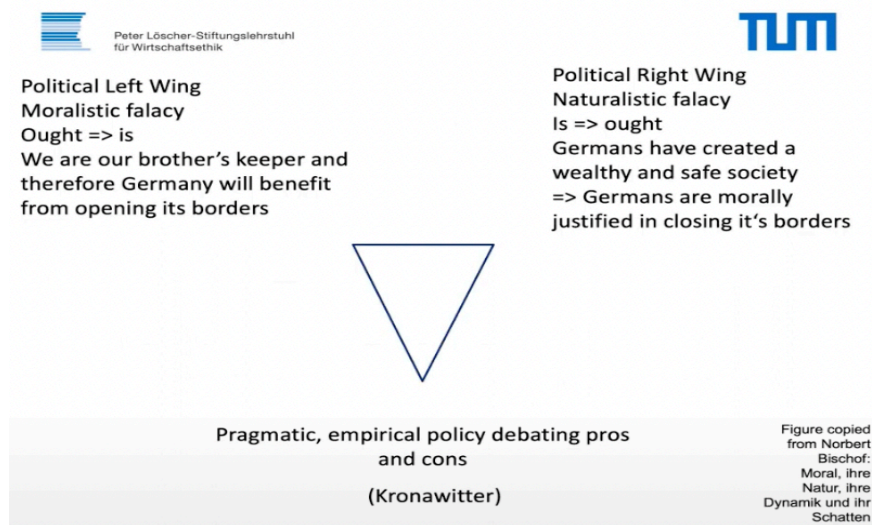 Peter Löscher-Stiftungslehrstuhl
für Wirtschaftsethik
TUM
Political Left Wing
Moralistic falacy
Ought => is
We are our brother's keeper and
therefore Germany will benefit
from opening its borders
Political Right Wing
Naturalistic falacy
Is => ought
Germans have created a
wealthy and safe society
=> Germans are morally
justified in closing it‘s borders
Pragmatic, empirical policy debating pros
and cons
(Kronawitter)
Figure copied
from Norbert
Bischof:
Moral, ihre
Natur, ihre
Dynamik und ihr
Schatten